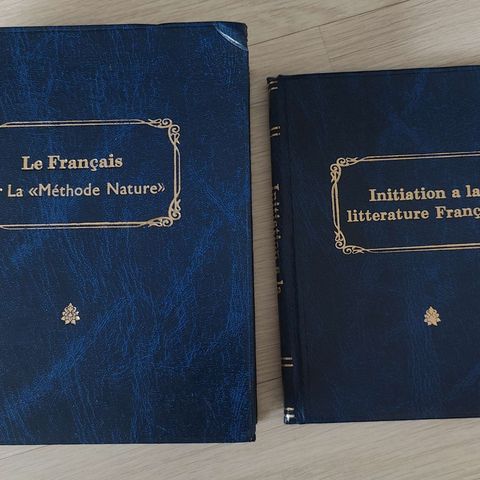 Le Français
La «Méthode Nature»
Initiation a la
litterature Franç